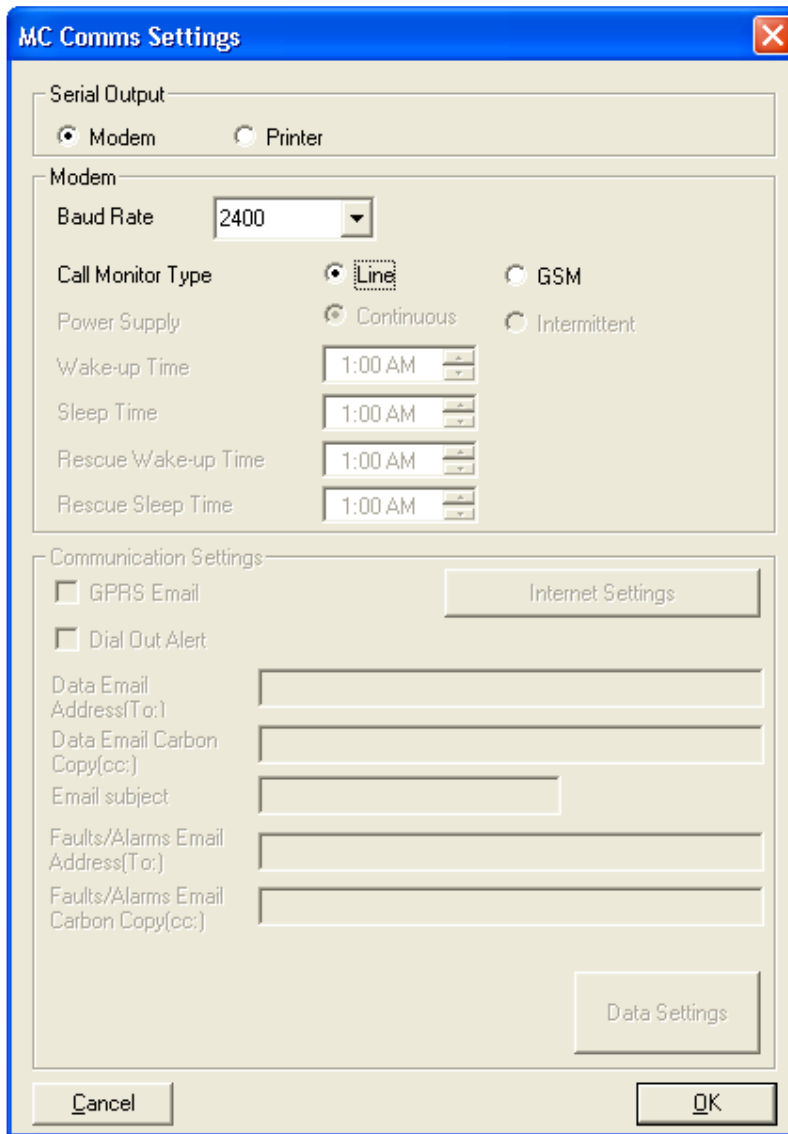 MC Comms Settings
Serial Output
Modem Printer
Modem
Baud Rate 2400
Call Monitor Type Line GSM
Power Supply Continuous Intermittent
Wake-up Time 1:00 AM
Sleep Time 1:00 AM
Rescue Wake-up Time 1:00 AM
Rescue Sleep Time 1:00 AM
Communication Settings
GPRS Email Internet Settings
Dial Out Alert
Data Email
Address(To:)
Data Email Carbon
Copy(cc:)
Email subject
Faults/Alarms Email
Address(To:)
Faults/Alarms Email
Carbon Copy(cc:)
Data Settings
Cancel OK